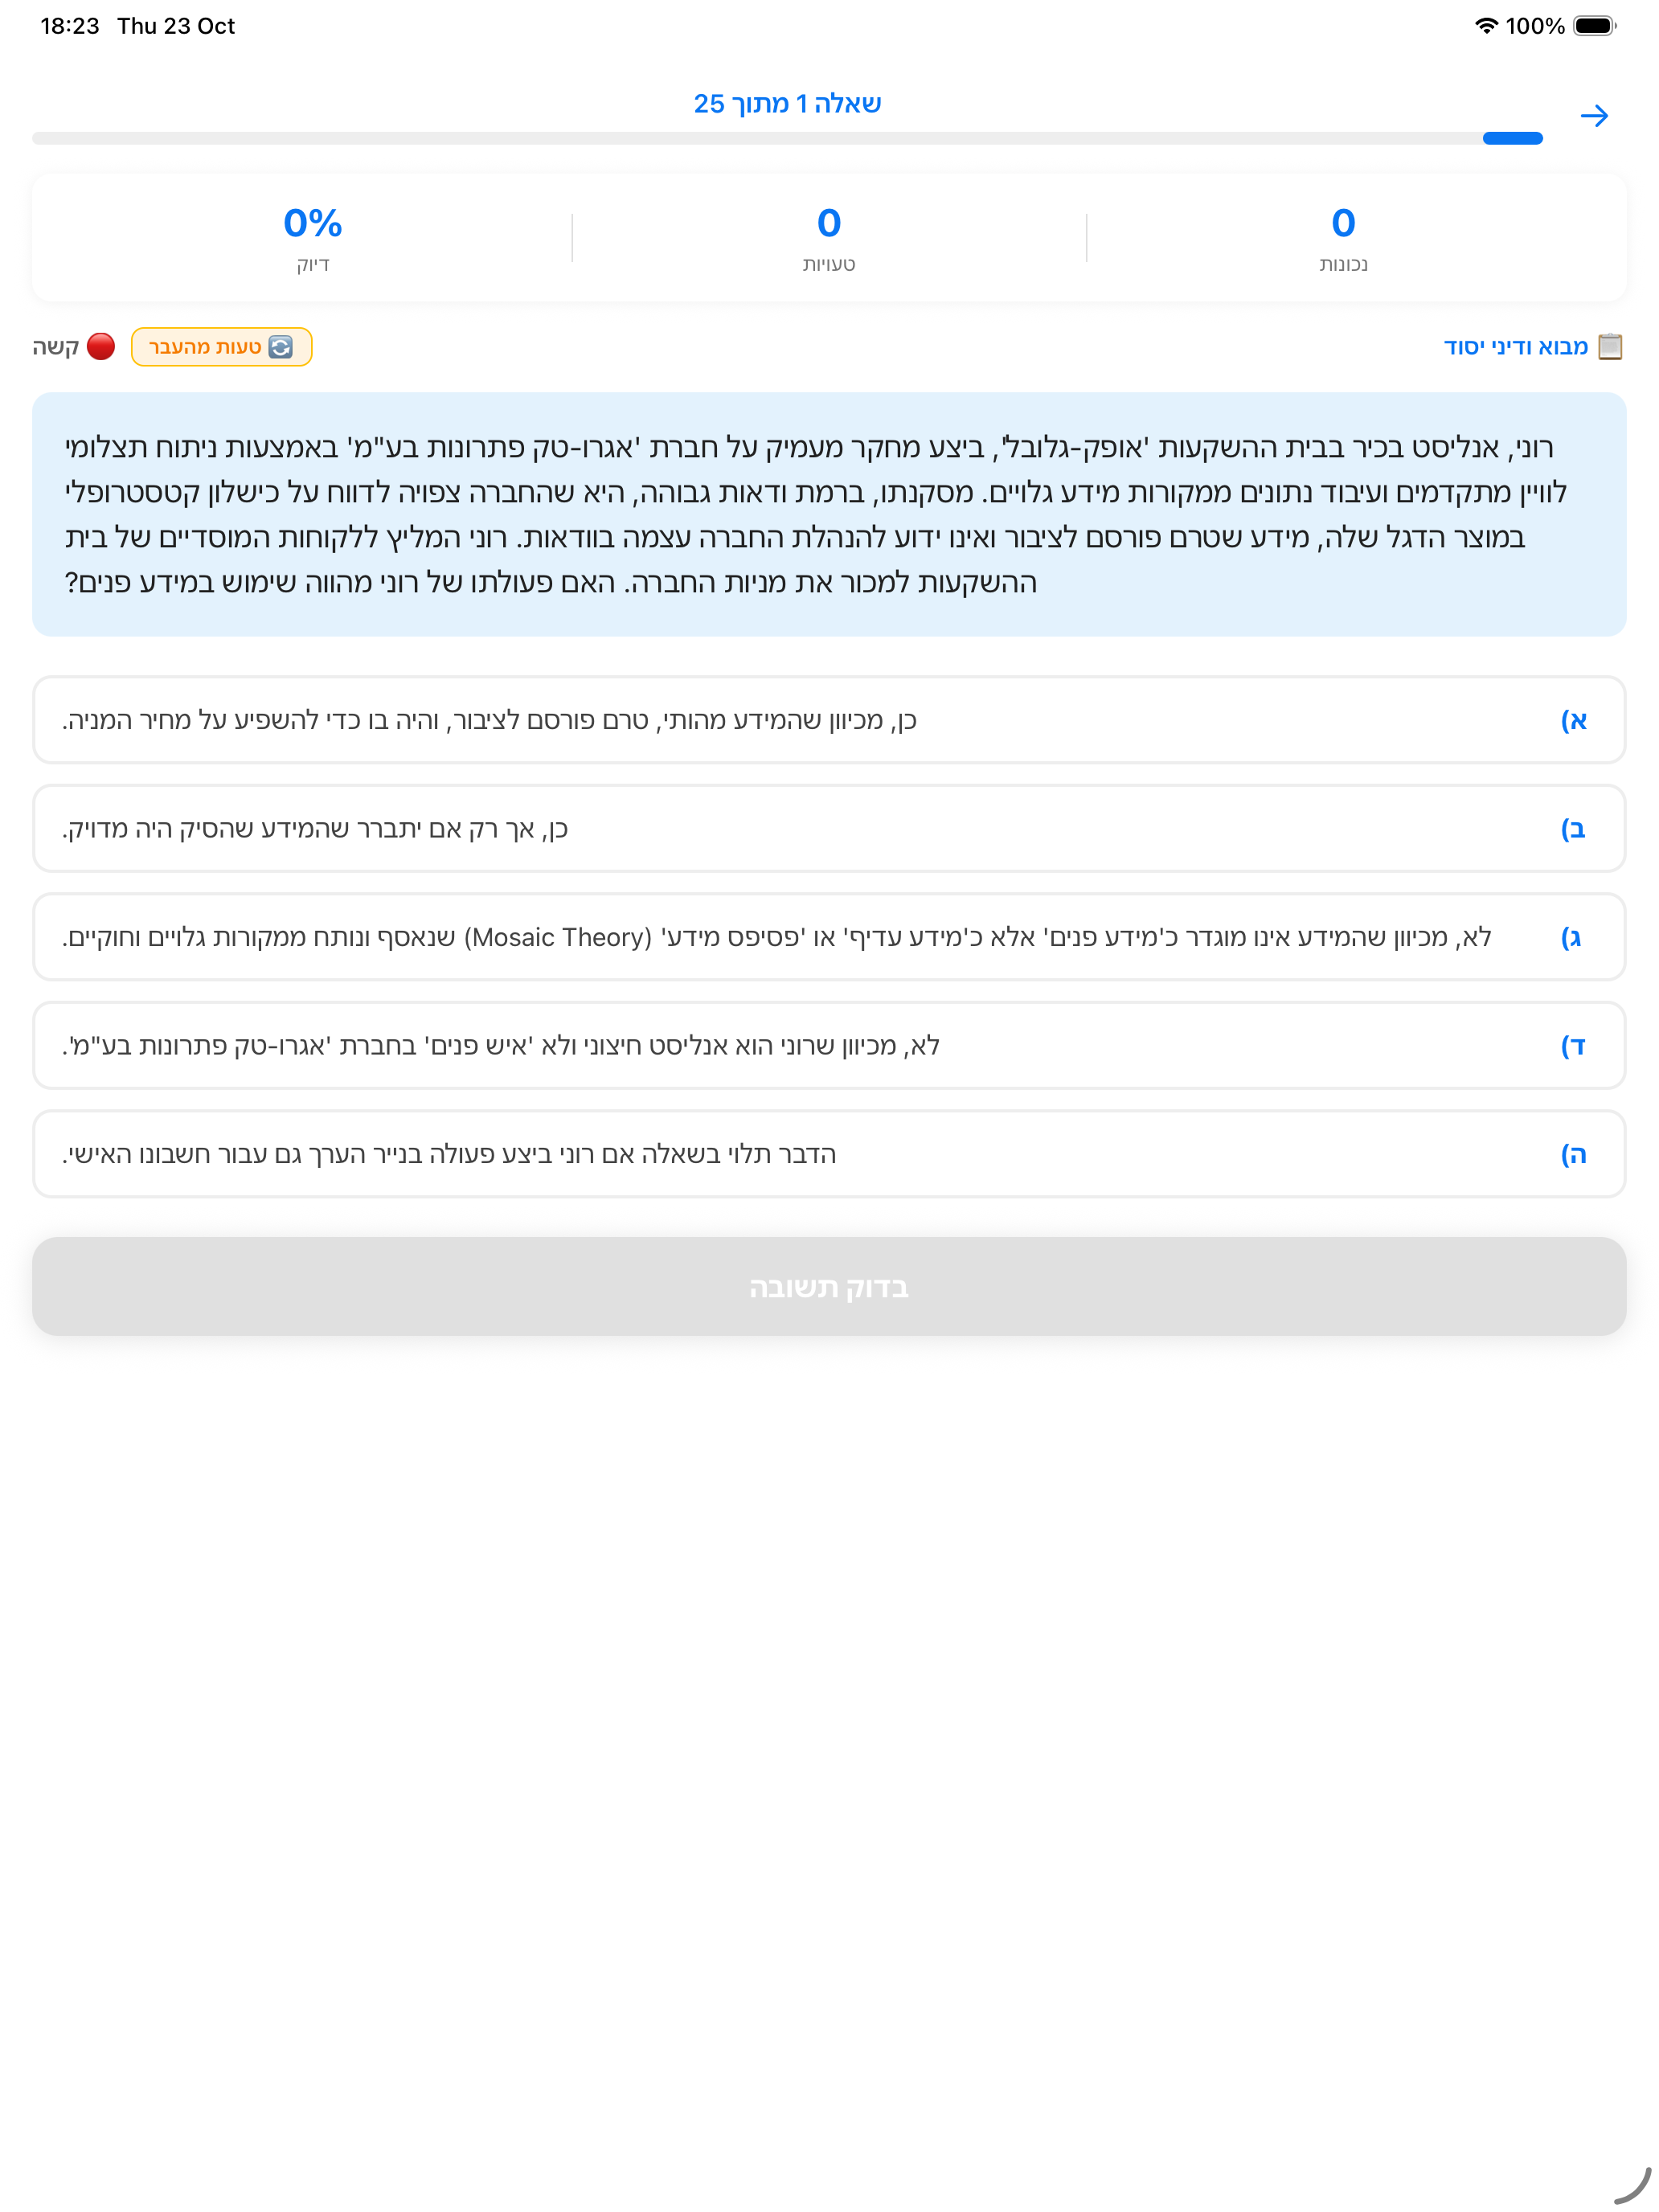 18:23 Thu 23 Oct
100%
שאלה 1 מתוך 25
0
נכונות
0
טעויות
0%
דיוק
מבוא ודיני יסוד
טעות מהעבר
קשה
רוני, אנליסט בכיר בבית ההשקעות 'אופק-גלובל', ביצע מחקר מעמיק על חברת 'אגרו-טק פתרונות בע"מ' באמצעות ניתוח תצלומי
לוויין מתקדמים ועיבוד נתונים ממקורות מידע גלויים. מסקנתו, ברמת ודאות גבוהה, היא שהחברה צפויה לדווח על כישלון קטסטרופלי
במוצר הדגל שלה, מידע שטרם פורסם לציבור ואינו ידוע להנהלת החברה עצמה בוודאות. רוני המליץ ללקוחות המוסדיים של בית
ההשקעות למכור את מניות החברה. האם פעולתו של רוני מהווה שימוש במידע פנים?
א) כן, מכיוון שהמידע מהותי, טרם פורסם לציבור, והיה בו כדי להשפיע על מחיר המניה.
ב) כן, אך רק אם יתברר שהמידע שהסיק היה מדויק.
ג) לא, מכיוון שהמידע אינו מוגדר כ'מידע פנים' אלא כ'מידע עדיף' או 'פסיפס מידע' (Mosaic Theory) שנאסף ונותח ממקורות גלויים וחוקיים.
ד) לא, מכיוון שרוני הוא אנליסט חיצוני ולא 'איש פנים' בחברת 'אגרו-טק פתרונות בע"מ'.
ה) הדבר תלוי בשאלה אם רוני ביצע פעולה בנייר הערך גם עבור חשבונו האישי.
בדוק תשובה